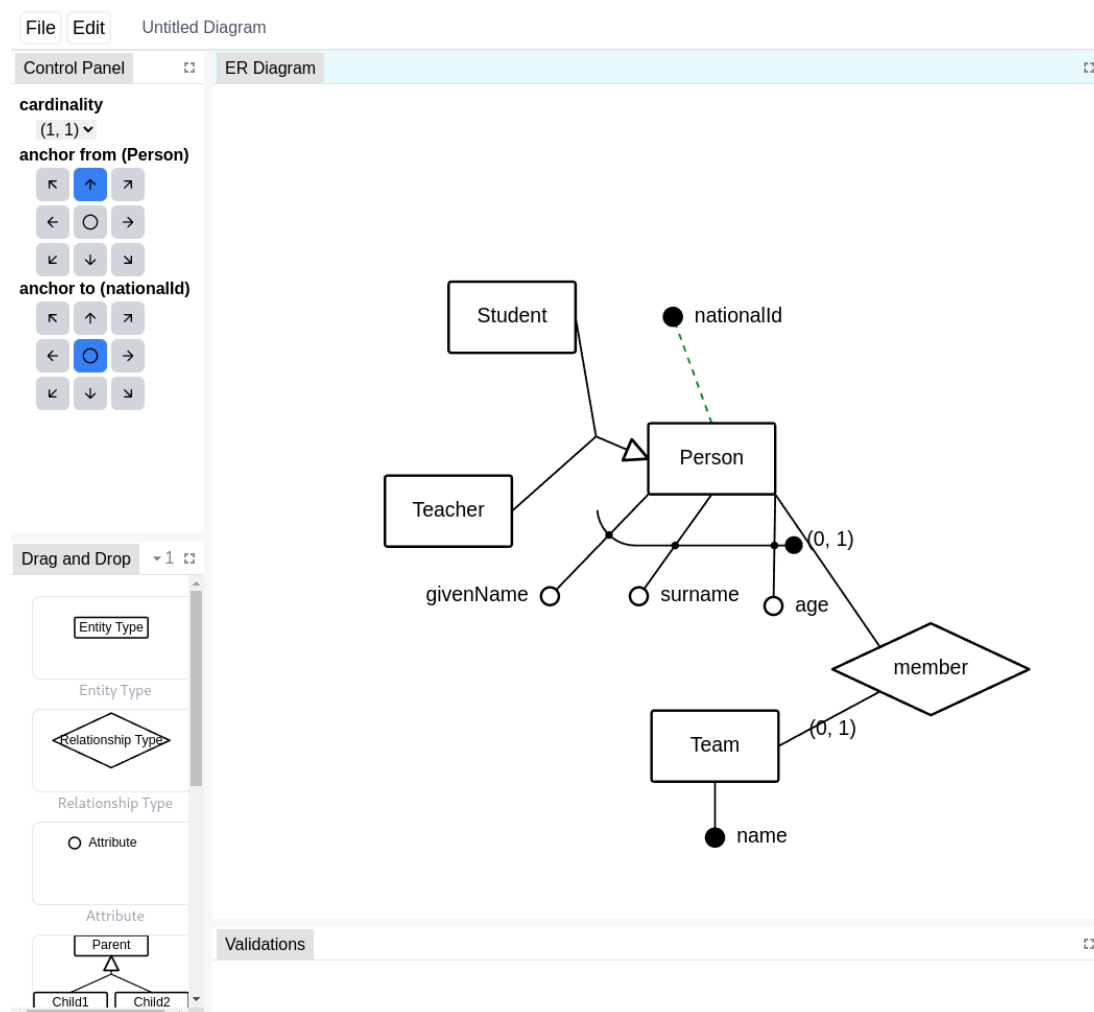 File Edit Untitled Diagram
Control Panel
cardinality
(1, 1)
anchor from (Person)
anchor to (nationalId)
Drag and Drop
1
Entity Type
Entity Type
Relationship Type
Relationship Type
Attribute
Attribute
Parent
Child1 Child2
ER Diagram
Student
nationalId
Person
Teacher
(0, 1)
givenName
surname
age
member
(0, 1)
Team
name
Validations